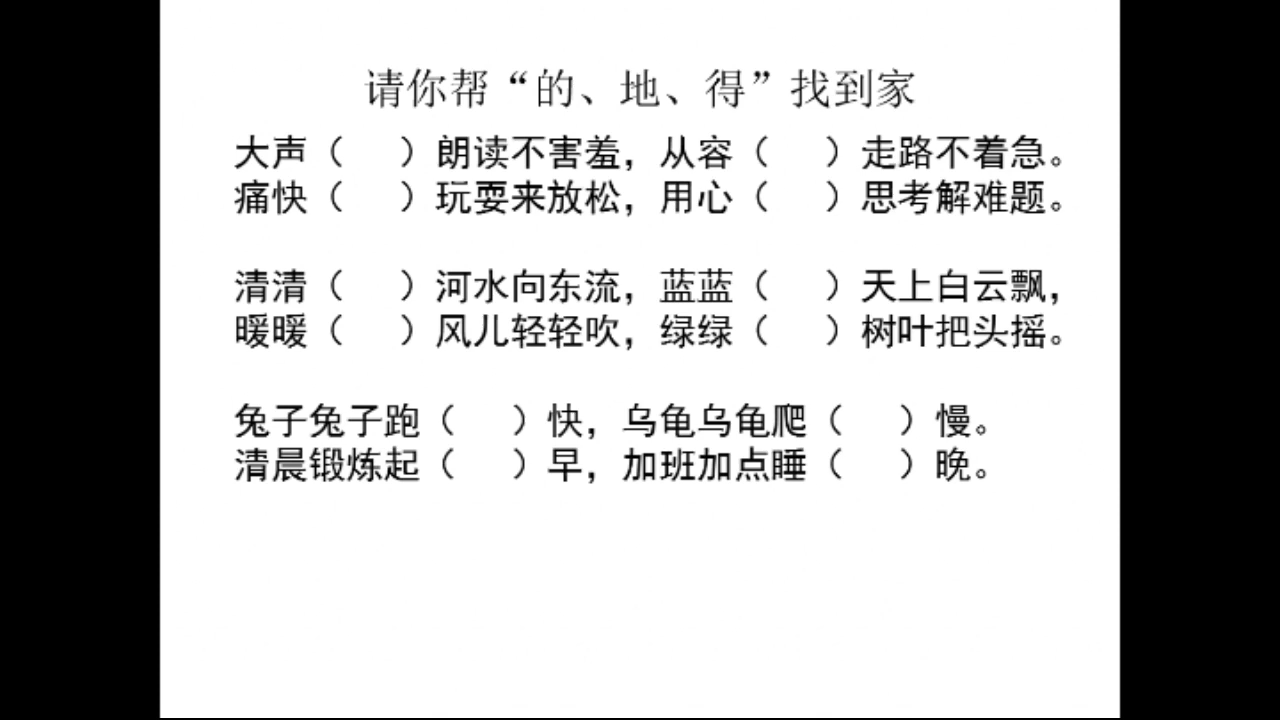 请你帮“的、地、得”找到家
大声（　）朗读不害羞，从容（　）走路不着急。
痛快（　）玩耍来放松，用心（　）思考解难题。
清清（　）河水向东流，蓝蓝（　）天上白云飘，
暖暖（　）风儿轻轻吹，绿绿（　）树叶把头摇。
兔子兔子跑（　）快，乌龟乌龟爬（　）慢。
清晨锻炼起（　）早，加班加点睡（　）晚。